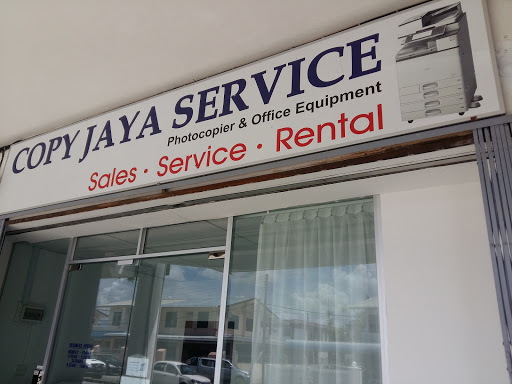 COPY JAYA SERVICE
Photocopier & Office Equipment
Sales · Service · Rental